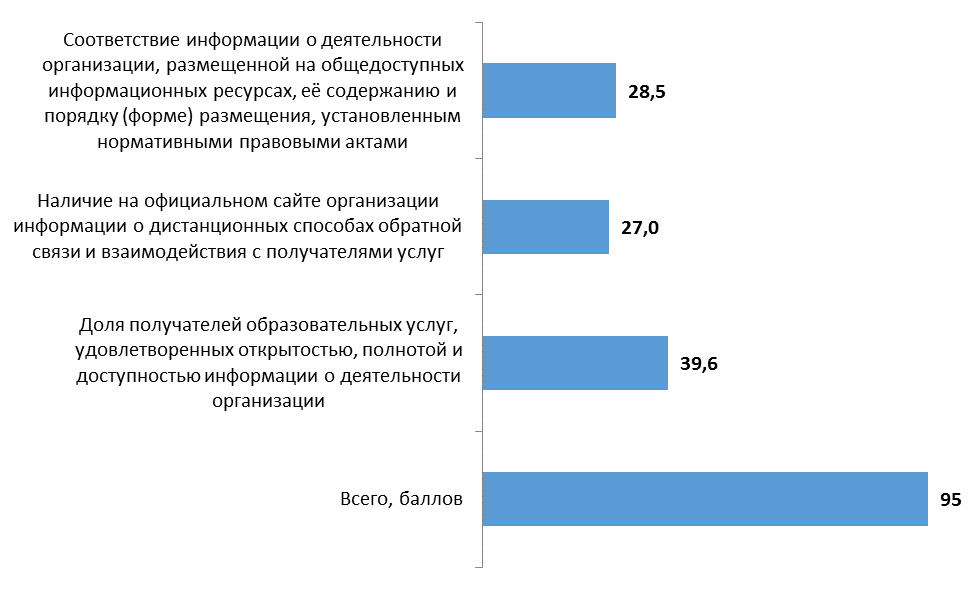 Соответствие информации о деятельности
организации, размещенной на общедоступных
информационных ресурсах, её содержанию и
порядку (форме) размещения, установленным
нормативными правовыми актами
28,5
Наличие на официальном сайте организации
информации о дистанционных способах обратной
связи и взаимодействия с получателями услуг
27,0
Доля получателей образовательных услуг,
удовлетворенных открытостью, полнотой и
доступностью информации о деятельности
организации
39,6
Всего, баллов
95